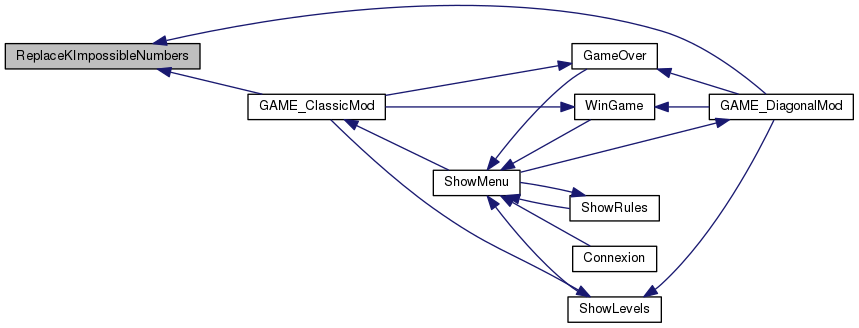 ReplaceKImpossibleNumbers
GameOver
GAME_ClassicMod
WinGame
GAME_DiagonalMod
ShowMenu
ShowRules
Connexion
ShowLevels